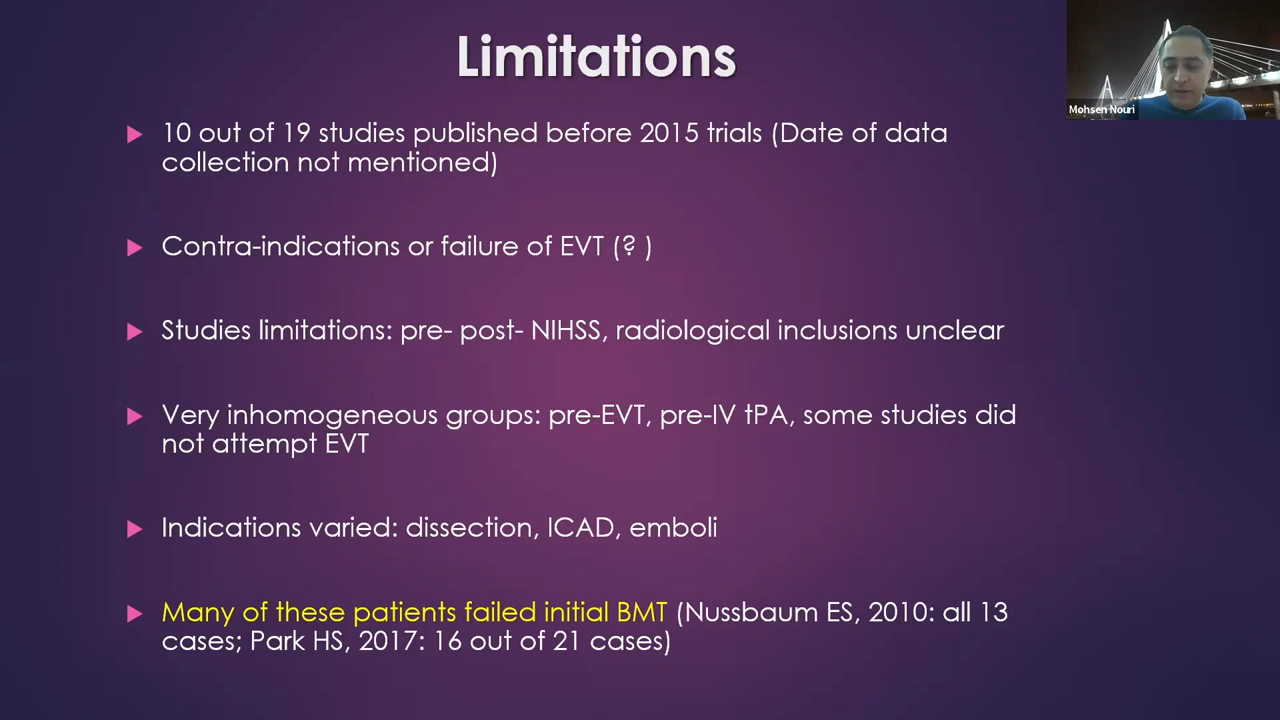 Limitations
10 out of 19 studies published before 2015 trials (Date of data
collection not mentioned)
Contra-indications or failure of EVT (? )
Studies limitations: pre- post- NIHSS, radiological inclusions unclear
Very inhomogeneous groups: pre-EVT, pre-IV tPA, some studies did
not attempt EVT
Indications varied: dissection, ICAD, emboli
Many of these patients failed initial BMT (Nussbaum ES, 2010: all 13
cases; Park HS, 2017: 16 out of 21 cases)
Mohsen Nouri